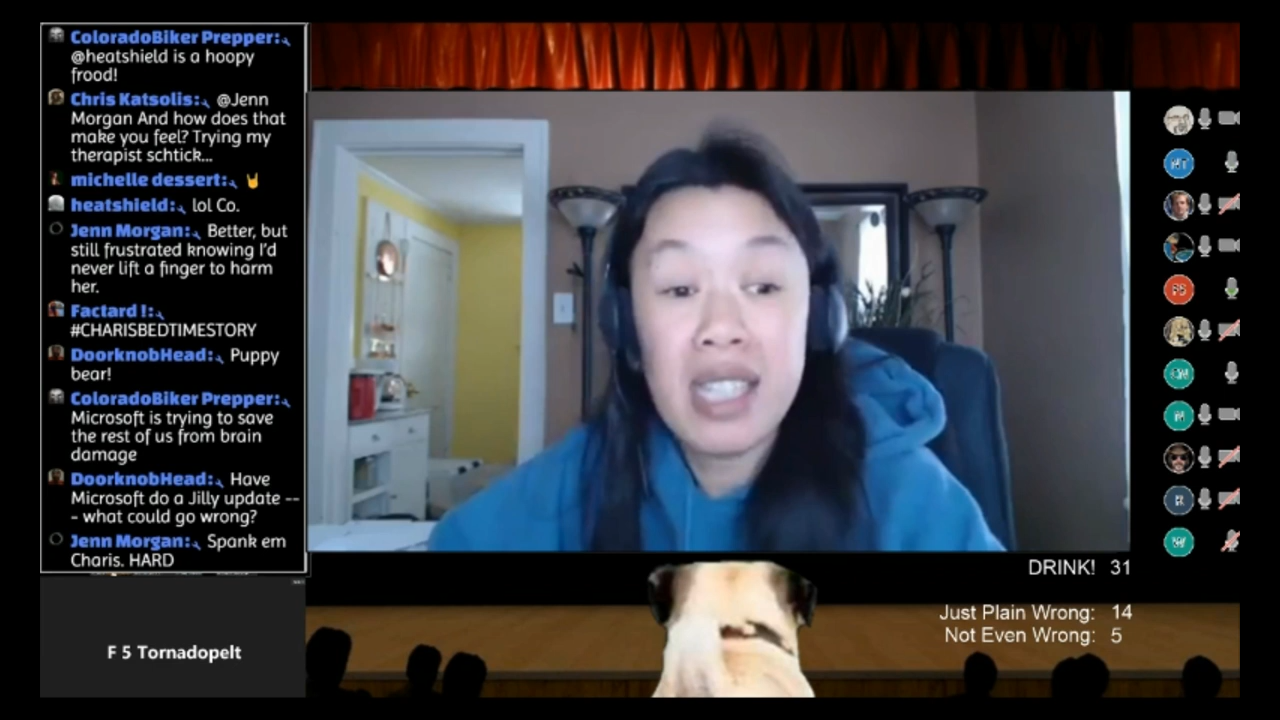 ColoradoBiker Prepper:
@heatshield is a hoopy
frood!
Chris Katsolis: @Jenn
Morgan And how does that
make you feel? Trying my
therapist schtick...
michelle dessert:
heatshield: lol Co.
Jenn Morgan: Better, but
still frustrated knowing I'd
never lift a finger to harm
her.
Factard !:
#CHARISBEDTIMESTORY
DoorknobHead: Puppy
bear!
ColoradoBiker Prepper:
Microsoft is trying to save
the rest of us from brain
damage
DoorknobHead: Have
Microsoft do a Jilly update --
- what could go wrong?
Jenn Morgan: Spank em
Charis. HARD
F 5 Tornadopelt
DRINK! 31
Just Plain Wrong: 14
Not Even Wrong: 5